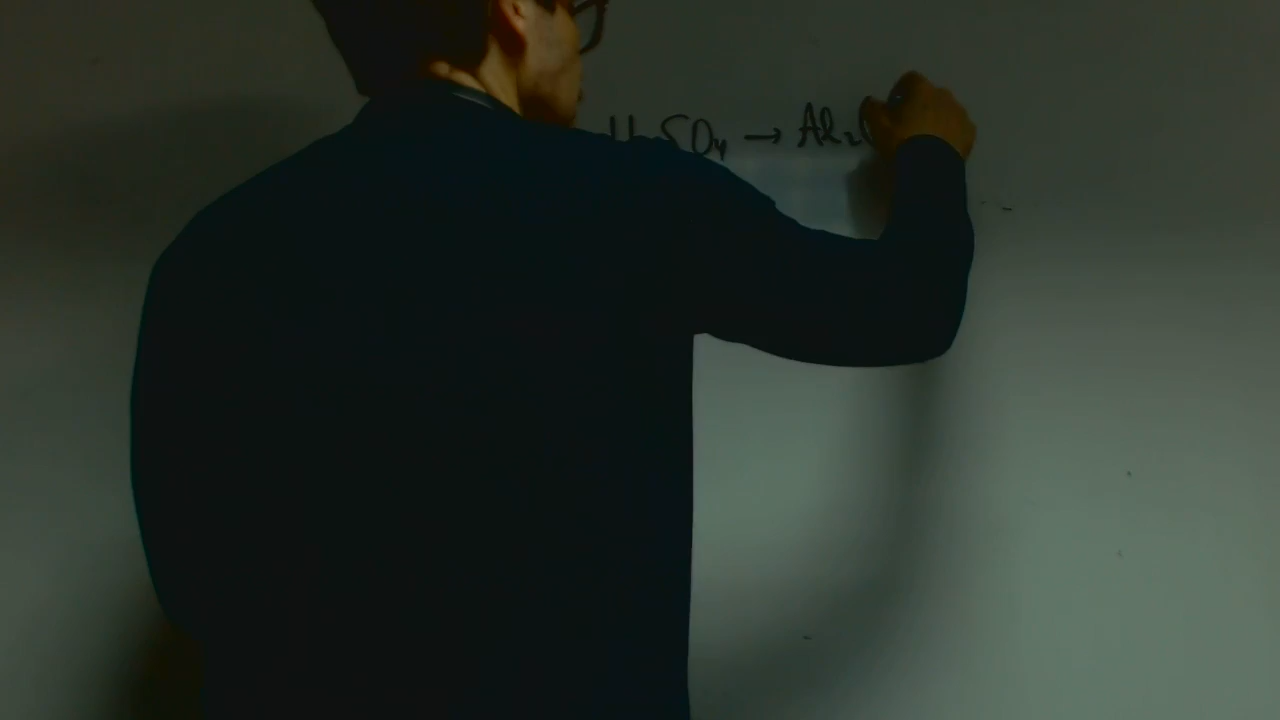 H₂SO₄ → Al₂(